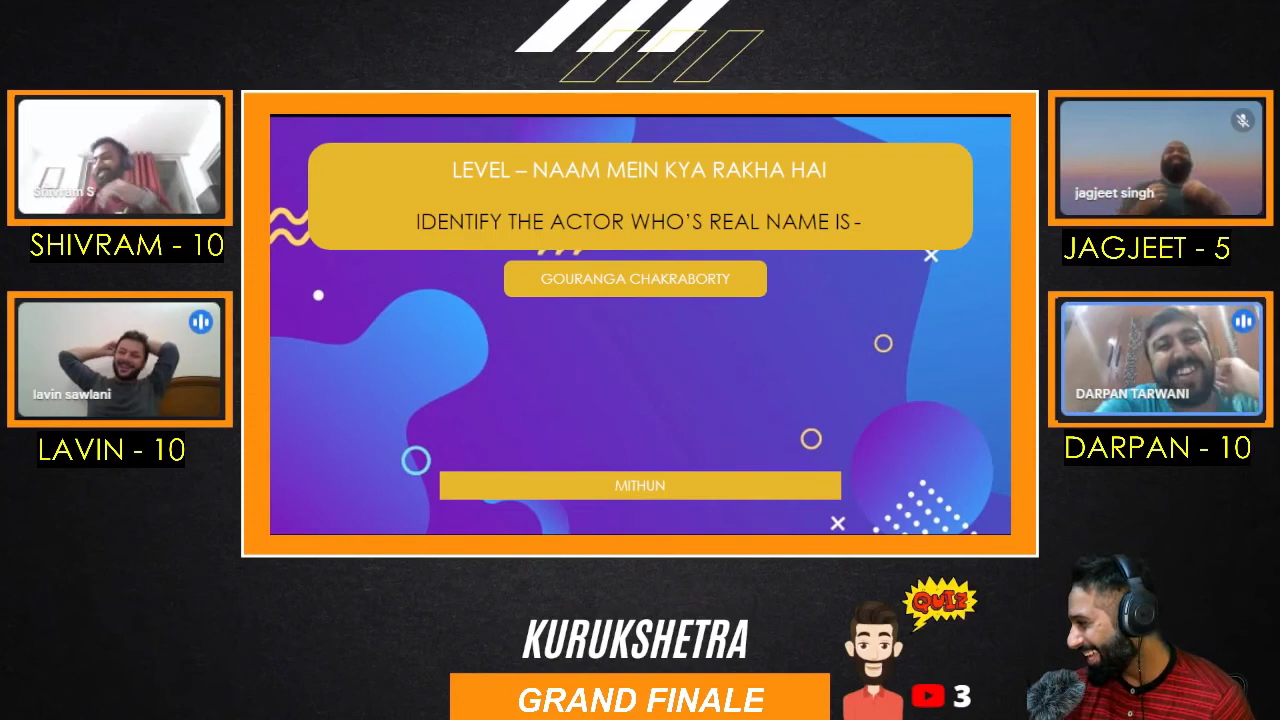 Shivram S
SHIVRAM - 10
lavin sawlani
LAVIN - 10
LEVEL – NAAM MEIN KYA RAKHA HAI
IDENTIFY THE ACTOR WHO'S REAL NAME IS -
GOURANGA CHAKRABORTY
MITHUN
jagjeet singh
JAGJEET - 5
DARPAN TARWANI
DARPAN - 10
KURUKSHETRA
GRAND FINALE
QUIZ
3